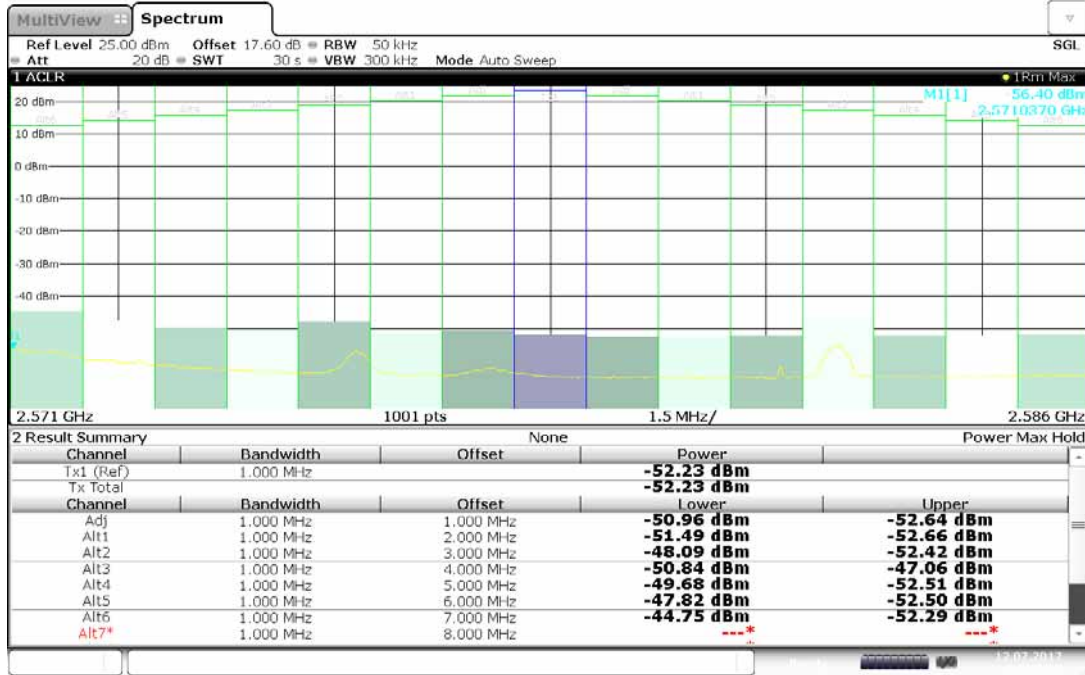 MultiView Spectrum
Ref Level 25.00 dBm Offset 17.60 dB RBW 50 kHz SGL
Att 20 dB SWT 30 s VBW 300 kHz Mode Auto Sweep
1 ACLR 1Rm Max
M1[1] 56.40 dBm
2.5710370 GHz
20 dBm
10 dBm
0 dBm
-10 dBm
-20 dBm
-30 dBm
-40 dBm
2.571 GHz 1001 pts 1.5 MHz/ 2.586 GHz
2 Result Summary None Power Max Hold
Channel Bandwidth Offset Power
Tx1 (Ref) 1.000 MHz -52.23 dBm
Tx Total -52.23 dBm
Channel Bandwidth Offset Lower Upper
Adj 1.000 MHz 1.000 MHz -50.96 dBm -52.64 dBm
Alt1 1.000 MHz 2.000 MHz -51.49 dBm -52.66 dBm
Alt2 1.000 MHz 3.000 MHz -48.09 dBm -52.42 dBm
Alt3 1.000 MHz 4.000 MHz -50.84 dBm -47.06 dBm
Alt4 1.000 MHz 5.000 MHz -49.68 dBm -52.51 dBm
Alt5 1.000 MHz 6.000 MHz -47.82 dBm -52.50 dBm
Alt6 1.000 MHz 7.000 MHz -44.75 dBm -52.29 dBm
Alt7* 1.000 MHz 8.000 MHz ---* ---*
12.07.2017